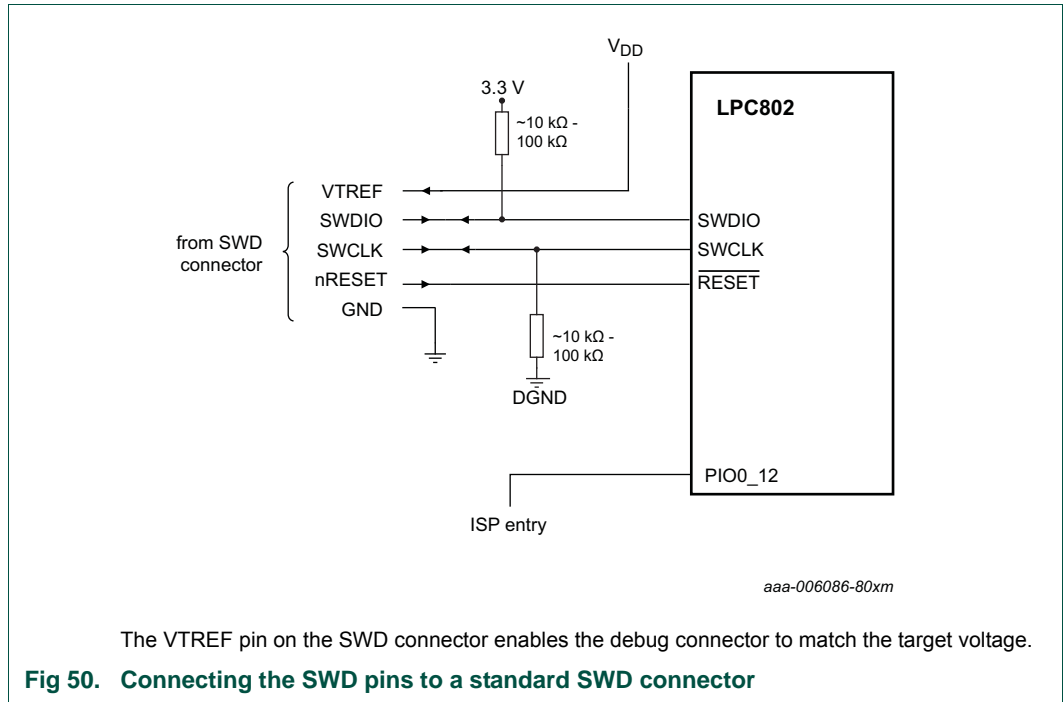 VDD
3.3 V
~10 kΩ -
100 kΩ
LPC802
VTREF
SWDIO
SWCLK
nRESET
GND
from SWD
connector
SWDIO
SWCLK
RESET
~10 kΩ -
100 kΩ
DGND
PIO0_12
ISP entry
aaa-006086-80xm
The VTREF pin on the SWD connector enables the debug connector to match the target voltage.
Fig 50. Connecting the SWD pins to a standard SWD connector